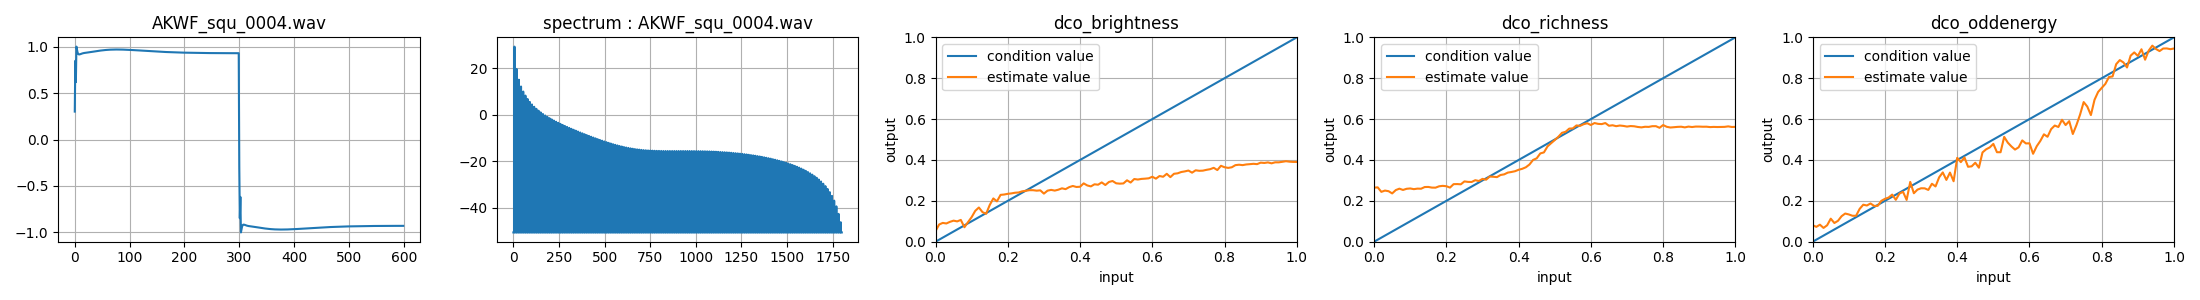 AKWF_squ_0004.wav
1.0
0.5
0.0
−0.5
−1.0
0 100 200 300 400 500 600
spectrum : AKWF_squ_0004.wav
20
0
−20
−40
0 250 500 750 1000 1250 1500 1750
dco_brightness
condition value
estimate value
output
1.0
0.8
0.6
0.4
0.2
0.0
0.0 0.2 0.4 0.6 0.8 1.0
input
dco_richness
condition value
estimate value
output
1.0
0.8
0.6
0.4
0.2
0.0
0.0 0.2 0.4 0.6 0.8 1.0
input
dco_oddenergy
condition value
estimate value
output
1.0
0.8
0.6
0.4
0.2
0.0
0.0 0.2 0.4 0.6 0.8 1.0
input